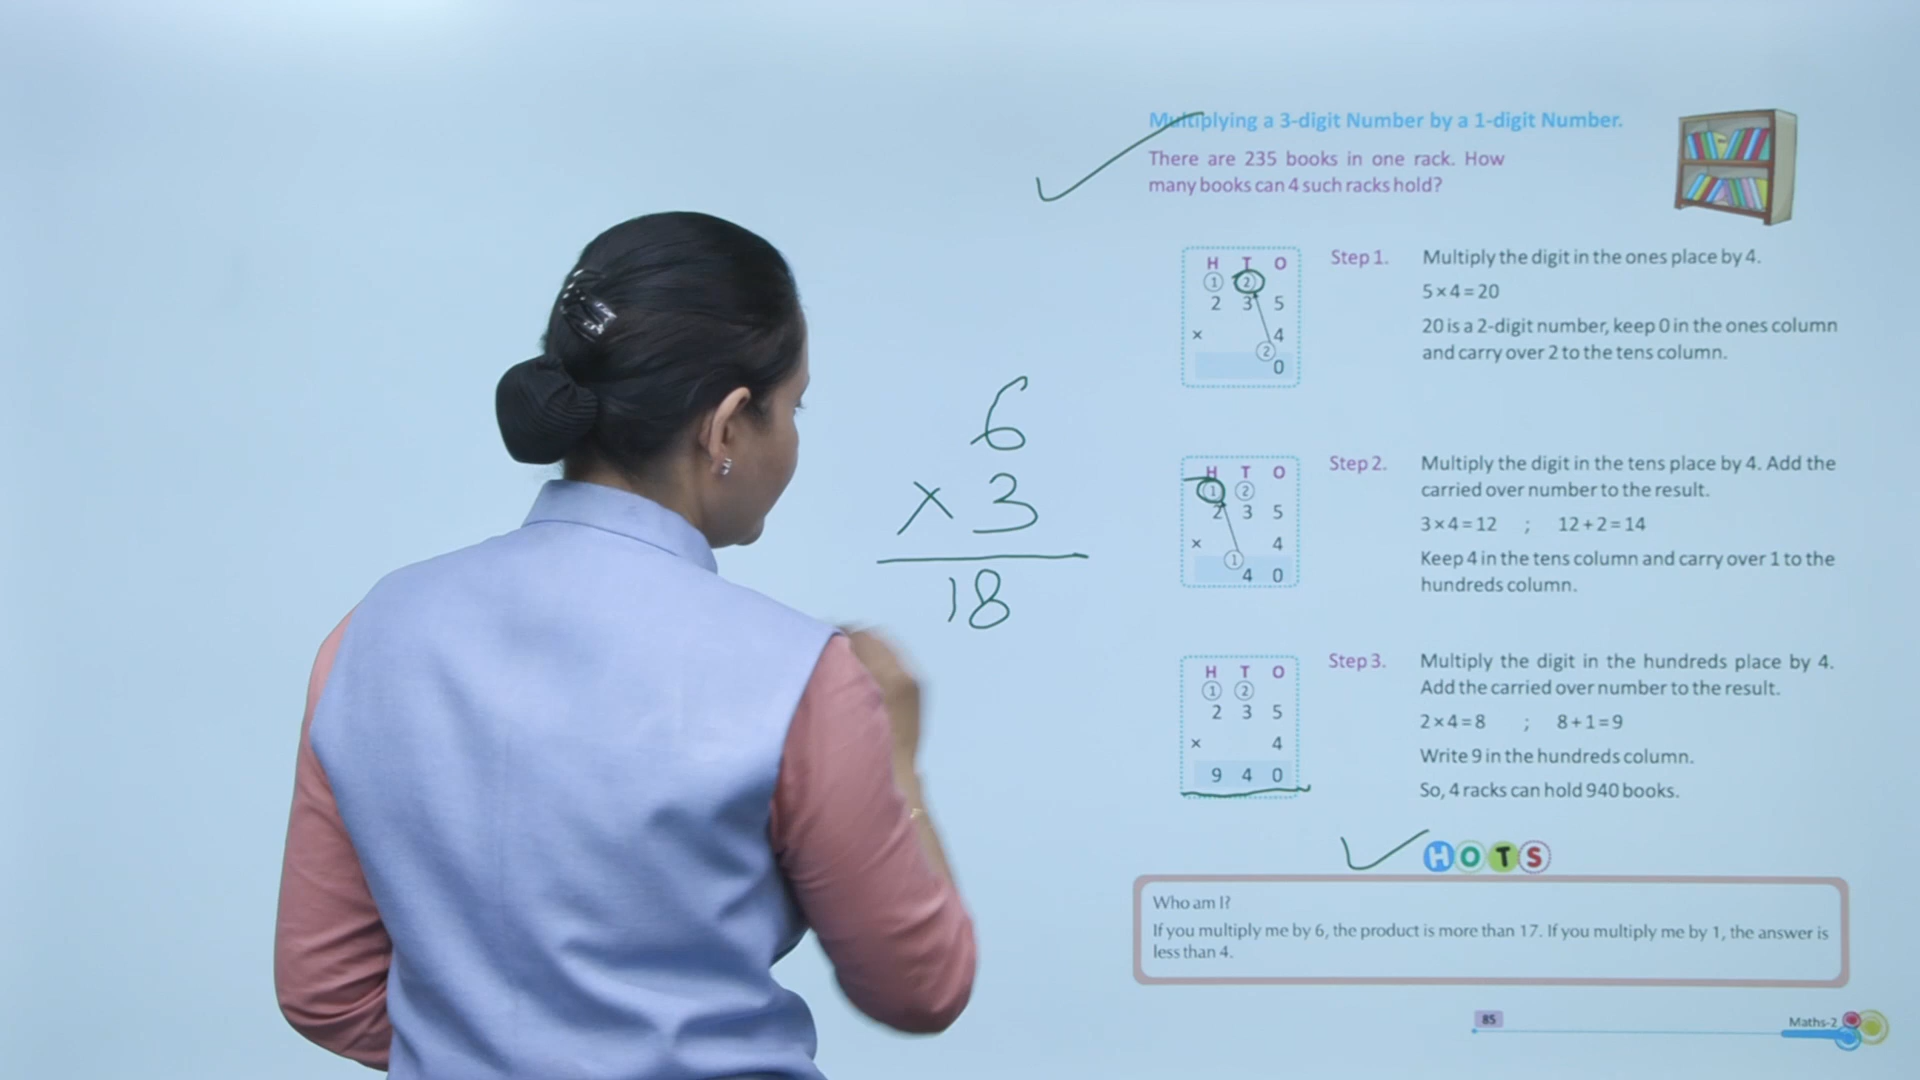 Multiplying a 3-digit Number by a 1-digit Number.
There are 235 books in one rack. How
many books can 4 such racks hold?
H T O
1 2
2 3 5
× 4
2
0
Step 1. Multiply the digit in the ones place by 4.
5 × 4 = 20
20 is a 2-digit number, keep 0 in the ones column
and carry over 2 to the tens column.
6
× 3
18
H T O
1 2
2 3 5
× 4
1
4 0
Step 2. Multiply the digit in the tens place by 4. Add the
carried over number to the result.
3 × 4 = 12 ; 12 + 2 = 14
Keep 4 in the tens column and carry over 1 to the
hundreds column.
H T O
1 2
2 3 5
× 4
9 4 0
Step 3. Multiply the digit in the hundreds place by 4.
Add the carried over number to the result.
2 × 4 = 8 ; 8 + 1 = 9
Write 9 in the hundreds column.
So, 4 racks can hold 940 books.
HOTS
Who am I?
If you multiply me by 6, the product is more than 17. If you multiply me by 1, the answer is
less than 4.
85
Maths-2